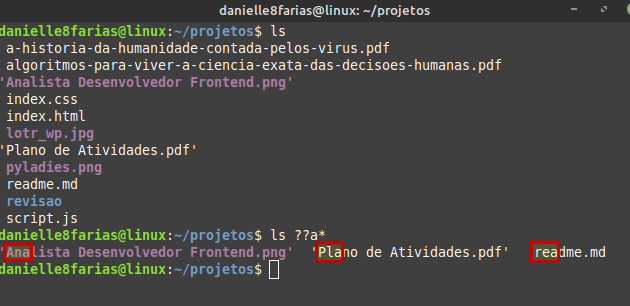 danielle8farias@linux: ~/projetos
danielle8farias@linux:~/projetos$ ls
a-historia-da-humanidade-contada-pelos-virus.pdf
algoritmos-para-viver-a-ciencia-exata-das-decisoes-humanas.pdf
'Analista Desenvolvedor Frontend.png'
index.css
index.html
lotr_wp.jpg
'Plano de Atividades.pdf'
pyladies.png
readme.md
revisao
script.js
danielle8farias@linux:~/projetos$ ls ??a*
'Analista Desenvolvedor Frontend.png' 'Plano de Atividades.pdf' readme.md
danielle8farias@linux:~/projetos$